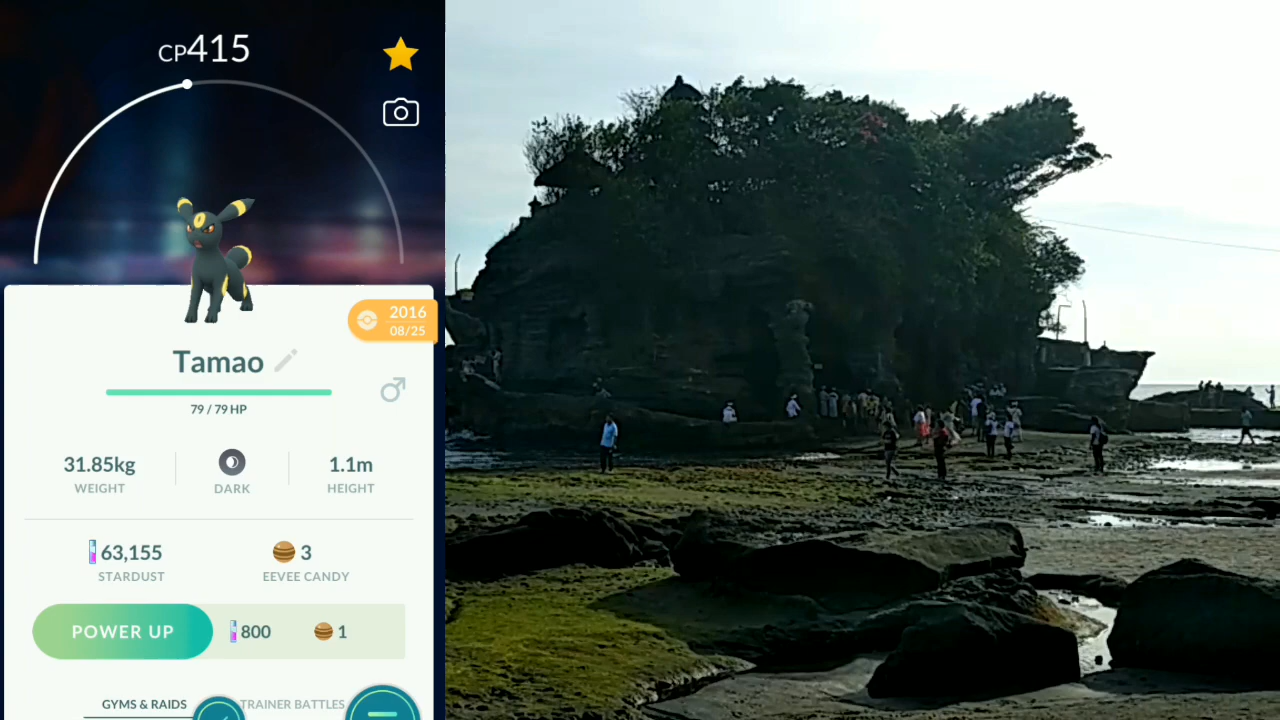 CP415
2016
08/25
Tamao
79 / 79 HP
31.85kg
WEIGHT
DARK
1.1m
HEIGHT
63,155
STARDUST
3
EEVEE CANDY
POWER UP
800
1
GYMS & RAIDS
TRAINER BATTLES